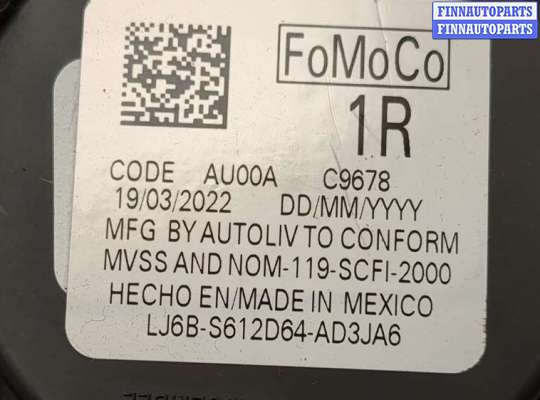 FINNAUTOPARTS
FINNAUTOPARTS
FoMoCo
1R
CODE AU00A C9678
19/03/2022 DD/MM/YYYY
MFG BY AUTOLIV TO CONFORM
MVSS AND NOM-119-SCFI-2000
HECHO EN/MADE IN MEXICO
LJ6B-S612D64-AD3JA6